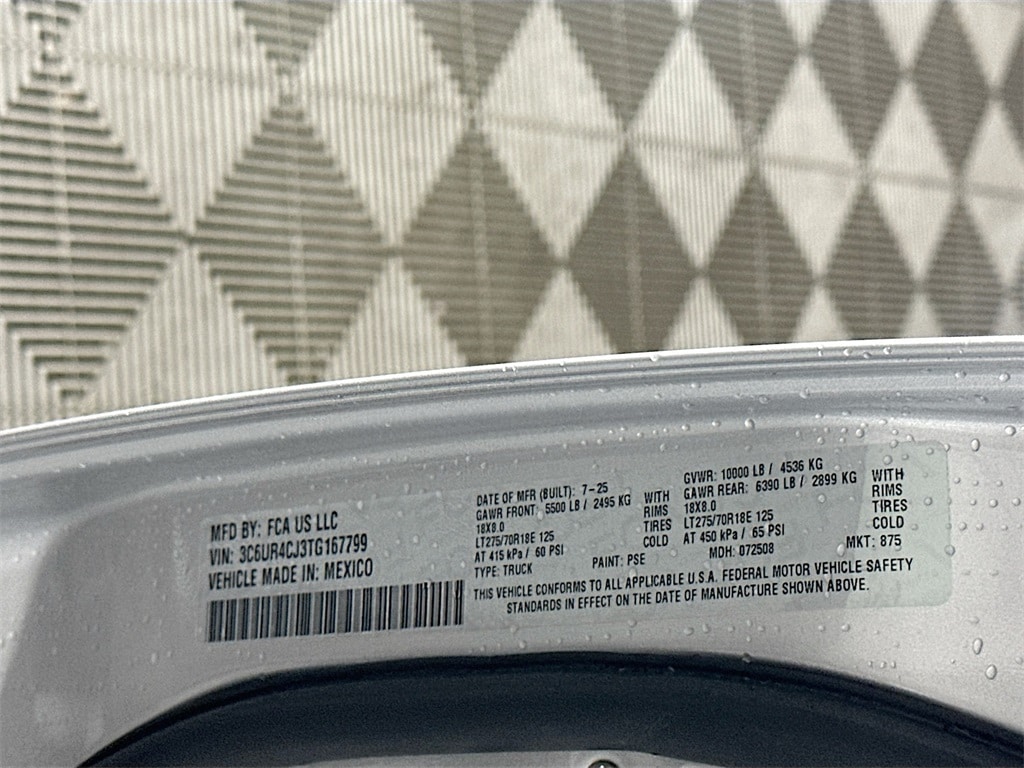 MFD BY: FCA US LLC
VIN: 3C6UR4CJ3TG167799
VEHICLE MADE IN: MEXICO
DATE OF MFR (BUILT): 7-25
GAWR FRONT: 5500 LB / 2495 KG WITH
18X8.0 RIMS
LT275/70R18E 125 TIRES
AT 415 kPa / 60 PSI COLD
TYPE: TRUCK PAINT: PSE
GVWR: 10000 LB / 4536 KG
GAWR REAR: 6390 LB / 2899 KG WITH
18X8.0 RIMS
LT275/70R18E 125 TIRES
AT 450 kPa / 65 PSI COLD
MDH: 072508 MKT: 875
THIS VEHICLE CONFORMS TO ALL APPLICABLE U.S.A. FEDERAL MOTOR VEHICLE SAFETY
STANDARDS IN EFFECT ON THE DATE OF MANUFACTURE SHOWN ABOVE.